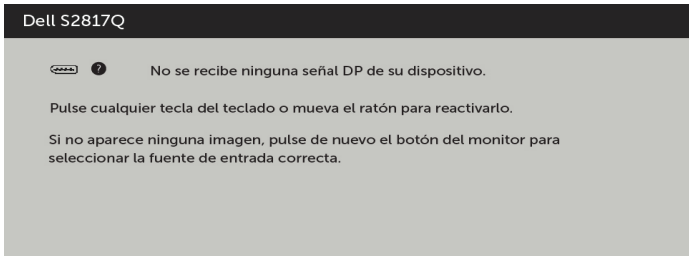 Dell S2817Q
? No se recibe ninguna señal DP de su dispositivo.
Pulse cualquier tecla del teclado o mueva el ratón para reactivarlo.
Si no aparece ninguna imagen, pulse de nuevo el botón del monitor para
seleccionar la fuente de entrada correcta.